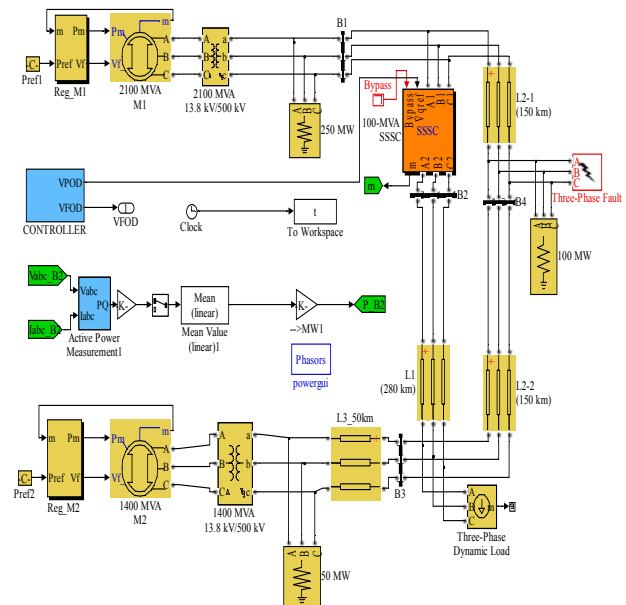 m Pm
Pref Vf
-C-
Pref1
Reg_M1
Pm m
Vf_ A
B
C
2100 MVA
M1
A a
B b
C c
2100 MVA
13.8 kV/500 kV
A B C
250 MW
B1
Bypass
100-MVA
SSSC
Bypass
Vqref
A1
B1
C1
SSSC
m
A2
B2
C2
m
B2
L2-1
(150 km)
A
B
C
Three-Phase Fault
B4
A B C
100 MW
VPOD
VFOD
CONTROLLER
VFOD
Clock
t
To Workspace
Vabc_B2
Iabc_B2
Vabc
Iabc
PQ
Active Power
Measurement1
K-
Mean
(linear)
Mean Value
(linear)1
K-
-->MW1
P_B2
Phasors
powergui
L1
(280 km)
L2-2
(150 km)
m Pm
Pref Vf
-C-
Pref2
Reg_M2
Pm m
Vf_ A
B
C
1400 MVA
M2
A a
B b
C c
1400 MVA
13.8 kV/500 kV
L3_50km
B3
A B C
50 MW
A
B m
C
Three-Phase
Dynamic Load